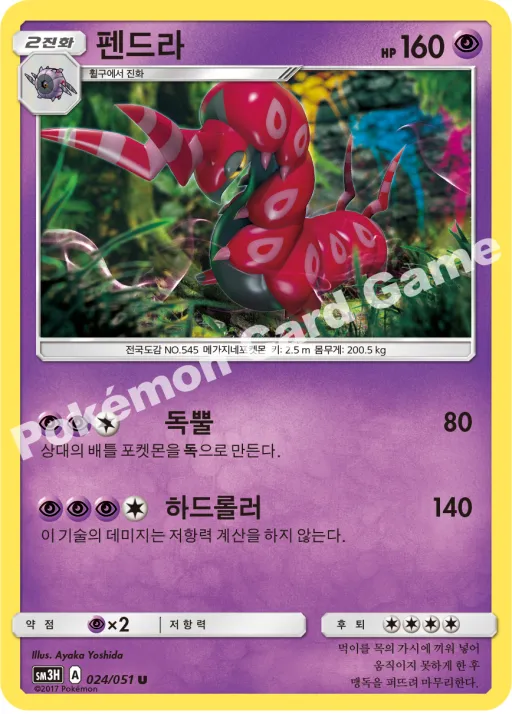 2진화 펜드라 HP 160
휠구에서 진화
전국도감 NO.545 메가지네포켓몬 키: 2.5 m 몸무게: 200.5 kg
Pokémon Card Game
독뿔 80
상대의 배틀 포켓몬을 독으로 만든다.
하드롤러 140
이 기술의 데미지는 저항력 계산을 하지 않는다.
약점 ×2 저항력 후퇴
Illus. Ayaka Yoshida
먹이를 목의 가시에 끼워 넣어
움직이지 못하게 한 후
맹독을 퍼뜨려 마무리한다.
SM3H A 024/051 U
©2017 Pokémon